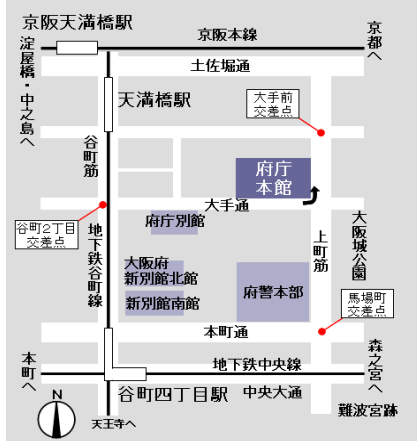 京阪天満橋駅
京阪本線
京都へ
淀屋橋・中之島へ
土佐堀通
天満橋駅
大手前
交差点
谷町筋
府庁
本館
大手通
谷町2丁目
交差点
府庁別館
地下鉄谷町線
上町筋
大阪城公園
大阪府
新別館北館
新別館南館
府警本部
馬場町
交差点
本町通
本町へ
地下鉄中央線
森之宮へ
谷町四丁目駅
中央大通
N
天王寺へ
難波宮跡